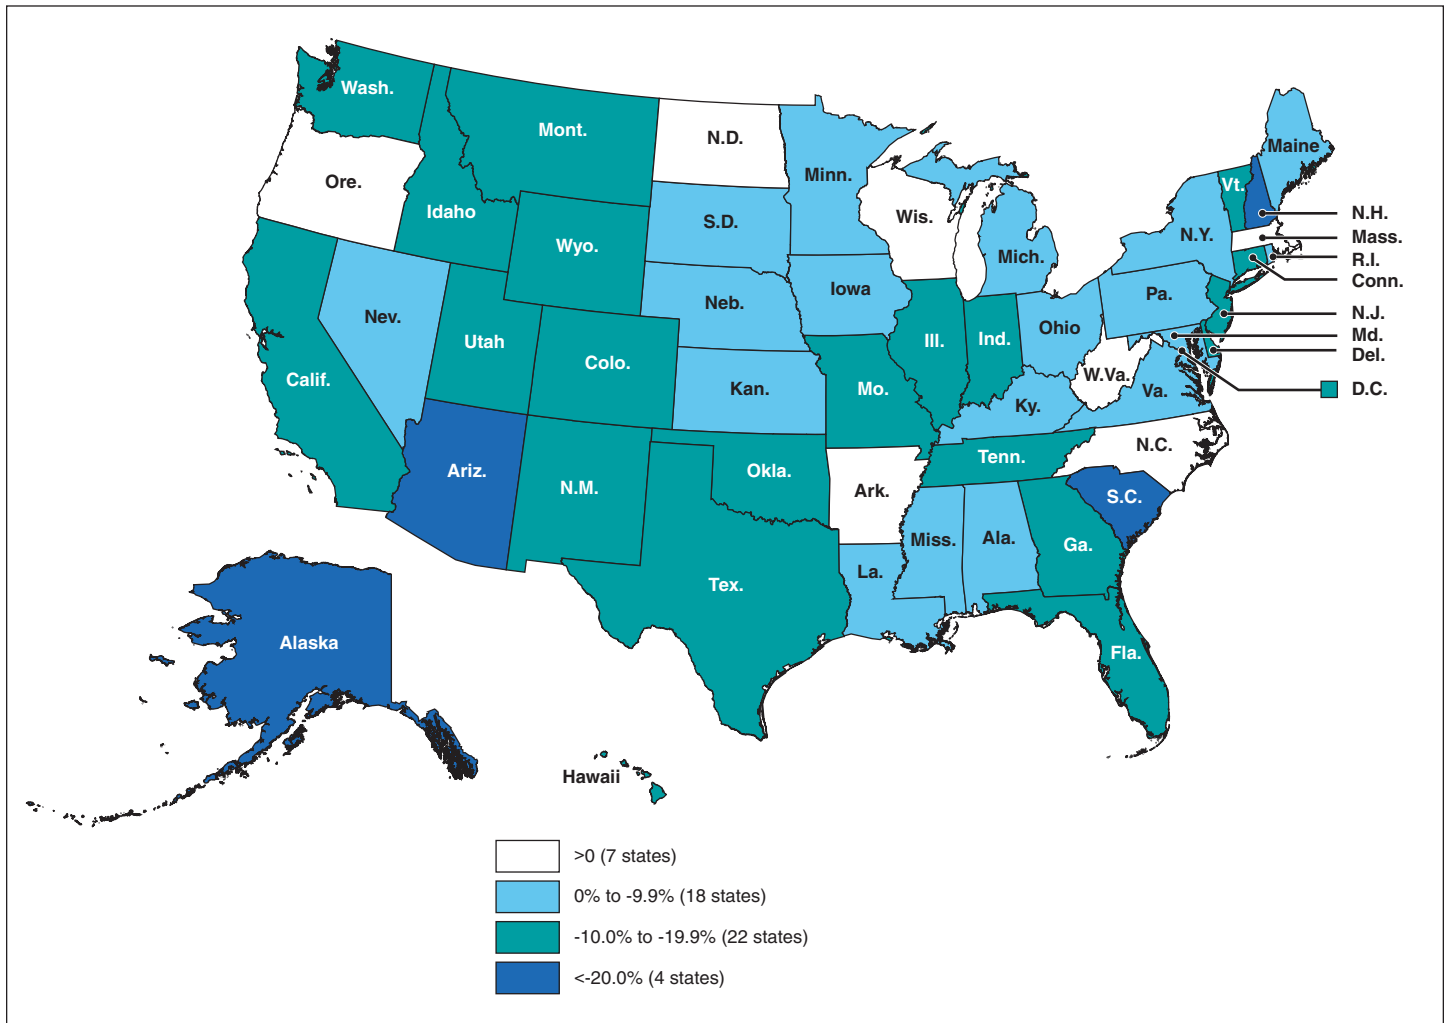 Wash.
Mont.
N.D.
Minn.
Maine
Ore.
Idaho
Wyo.
S.D.
Wis.
Mich.
N.Y.
Vt.
N.H.
Mass.
R.I.
Conn.
N.J.
Md.
Del.
D.C.
Nev.
Utah
Colo.
Neb.
Iowa
Ill.
Ind.
Ohio
Pa.
Calif.
Kan.
Mo.
Ky.
W.Va.
Va.
Ariz.
N.M.
Okla.
Ark.
Tenn.
N.C.
S.C.
Tex.
La.
Miss.
Ala.
Ga.
Fla.
Alaska
Hawaii
>0 (7 states)
0% to -9.9% (18 states)
-10.0% to -19.9% (22 states)
<-20.0% (4 states)